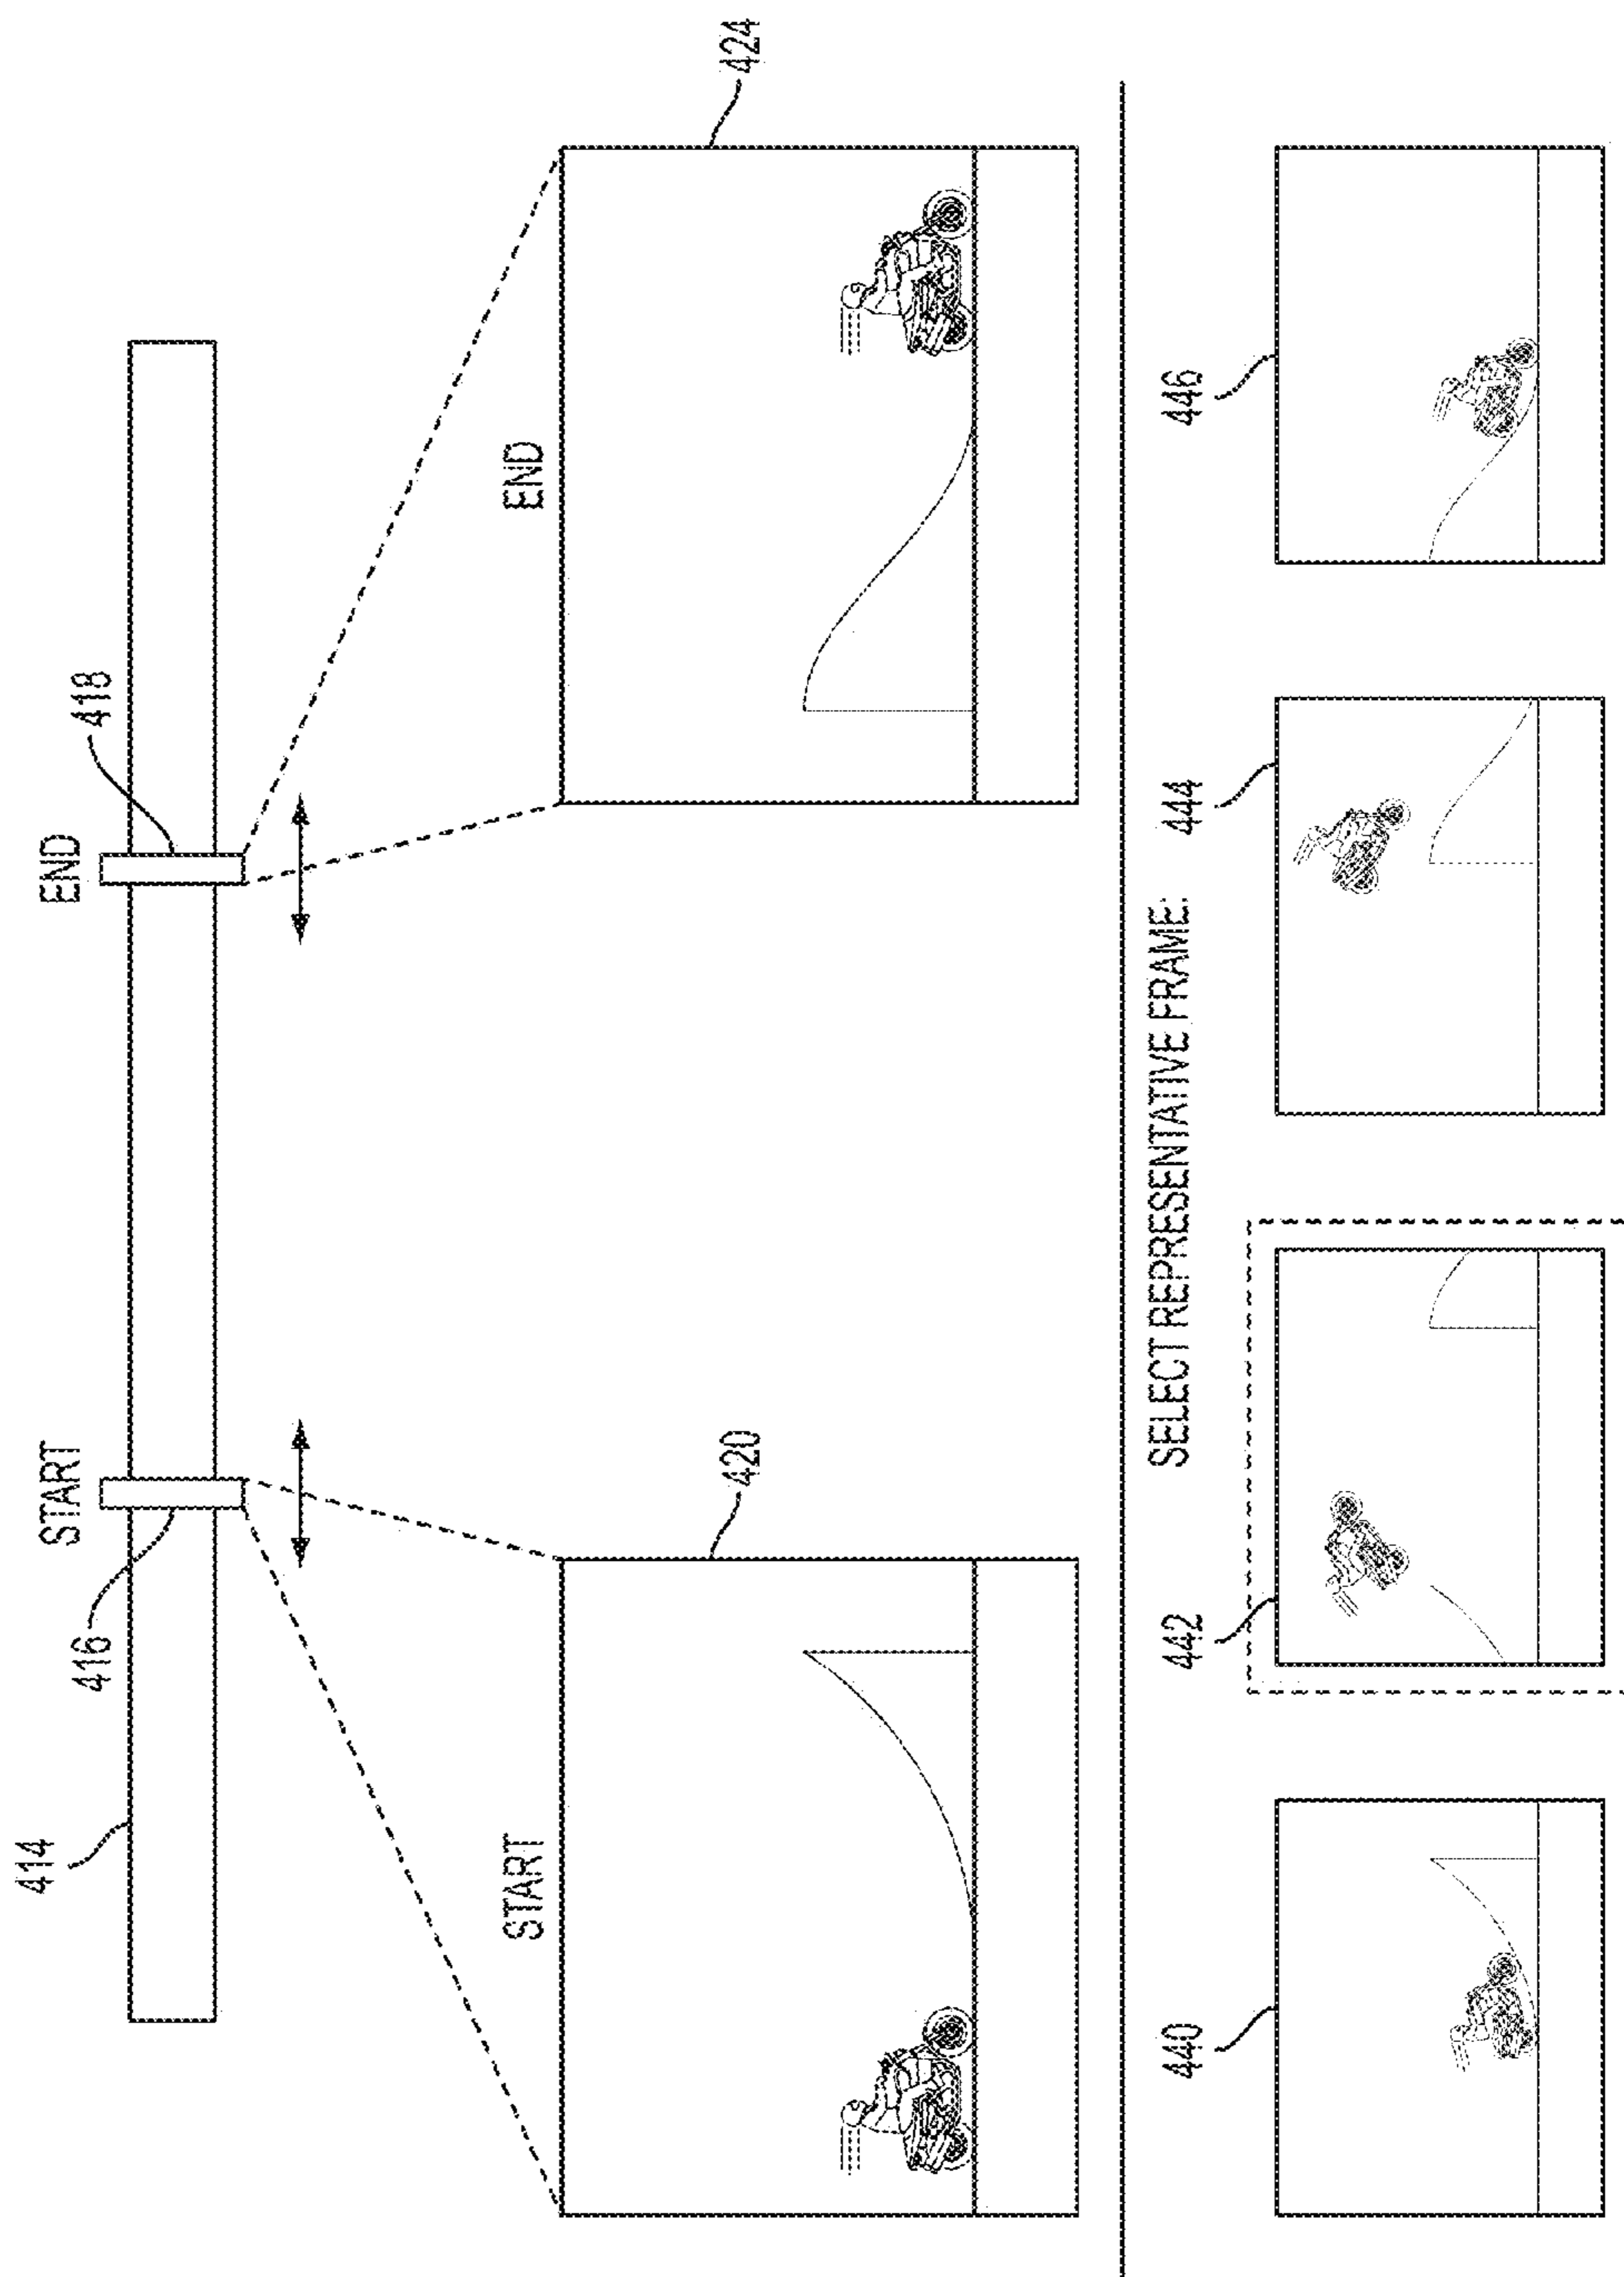 414
START
416
END
418
START
420
END
424
SELECT REPRESENTATIVE FRAME:
440
442
444
446